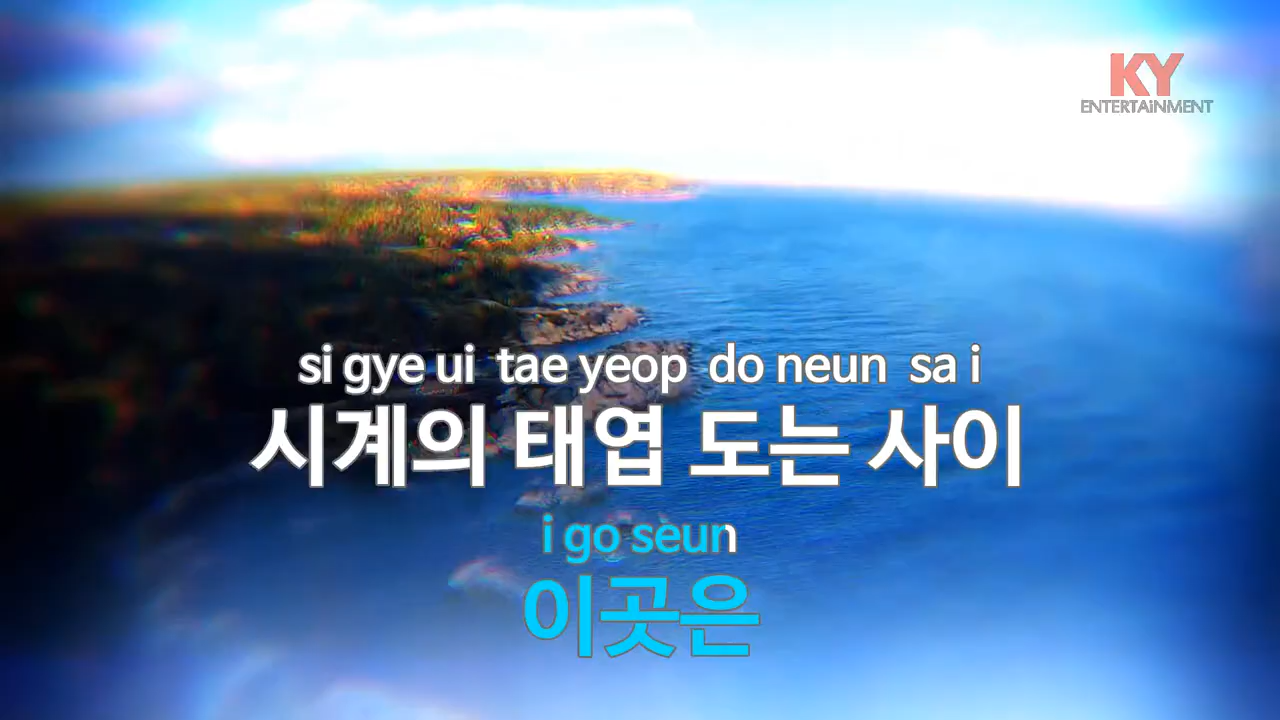 KY
ENTERTAiNMENT
si gye ui tae yeop do neun sa i
시계의 태엽 도는 사이
i go seun
이곳은